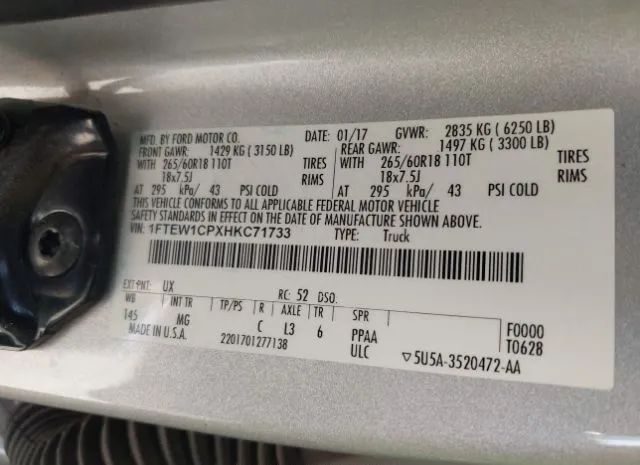 MFD. BY FORD MOTOR CO. DATE: 01/17 GVWR: 2835 KG ( 6250 LB)
FRONT GAWR: 1429 KG ( 3150 LB) REAR GAWR: 1497 KG ( 3300 LB)
WITH 265/60R18 110T TIRES WITH 265/60R18 110T TIRES
18x7.5J RIMS 18x7.5J RIMS
AT 295 kPa/ 43 PSI COLD AT 295 kPa/ 43 PSI COLD
THIS VEHICLE CONFORMS TO ALL APPLICABLE FEDERAL MOTOR VEHICLE
SAFETY STANDARDS IN EFFECT ON THE DATE OF MANUFACTURE SHOWN ABOVE.
VIN: 1FTEW1CPXHKC71733 TYPE: Truck
EXT PNT: UX RC: 52 DSO:
WB INT TR TP/PS R AXLE TR SPR
145 MG C L3 6 PPAA F0000
MADE IN U.S.A. 2201701277138 ULC ▽5U5A-3520472-AA T0628